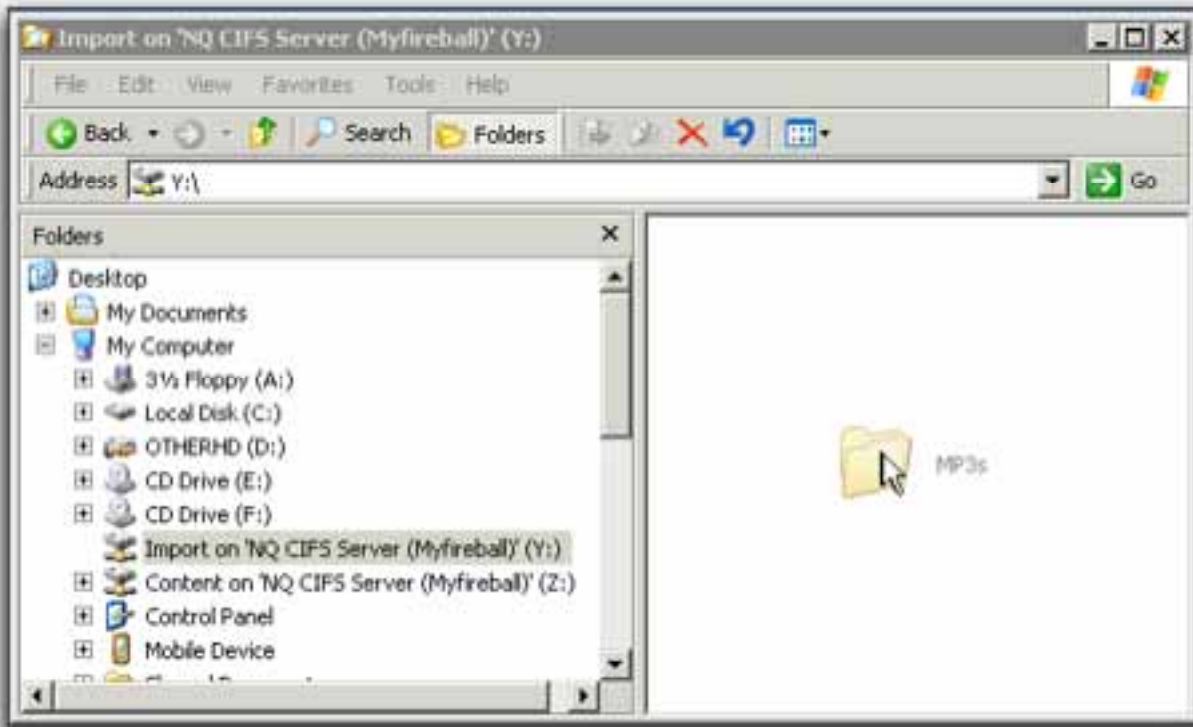 Import on 'NQ CIFS Server (Myfireball)' (Y:)
File Edit View Favorites Tools Help
Back Search Folders
Address Y:\ Go
Folders
Desktop
My Documents
My Computer
3½ Floppy (A:)
Local Disk (C:)
OTHERHD (D:)
CD Drive (E:)
CD Drive (F:)
Import on 'NQ CIFS Server (Myfireball)' (Y:)
Content on 'NQ CIFS Server (Myfireball)' (Z:)
Control Panel
Mobile Device
MP3s